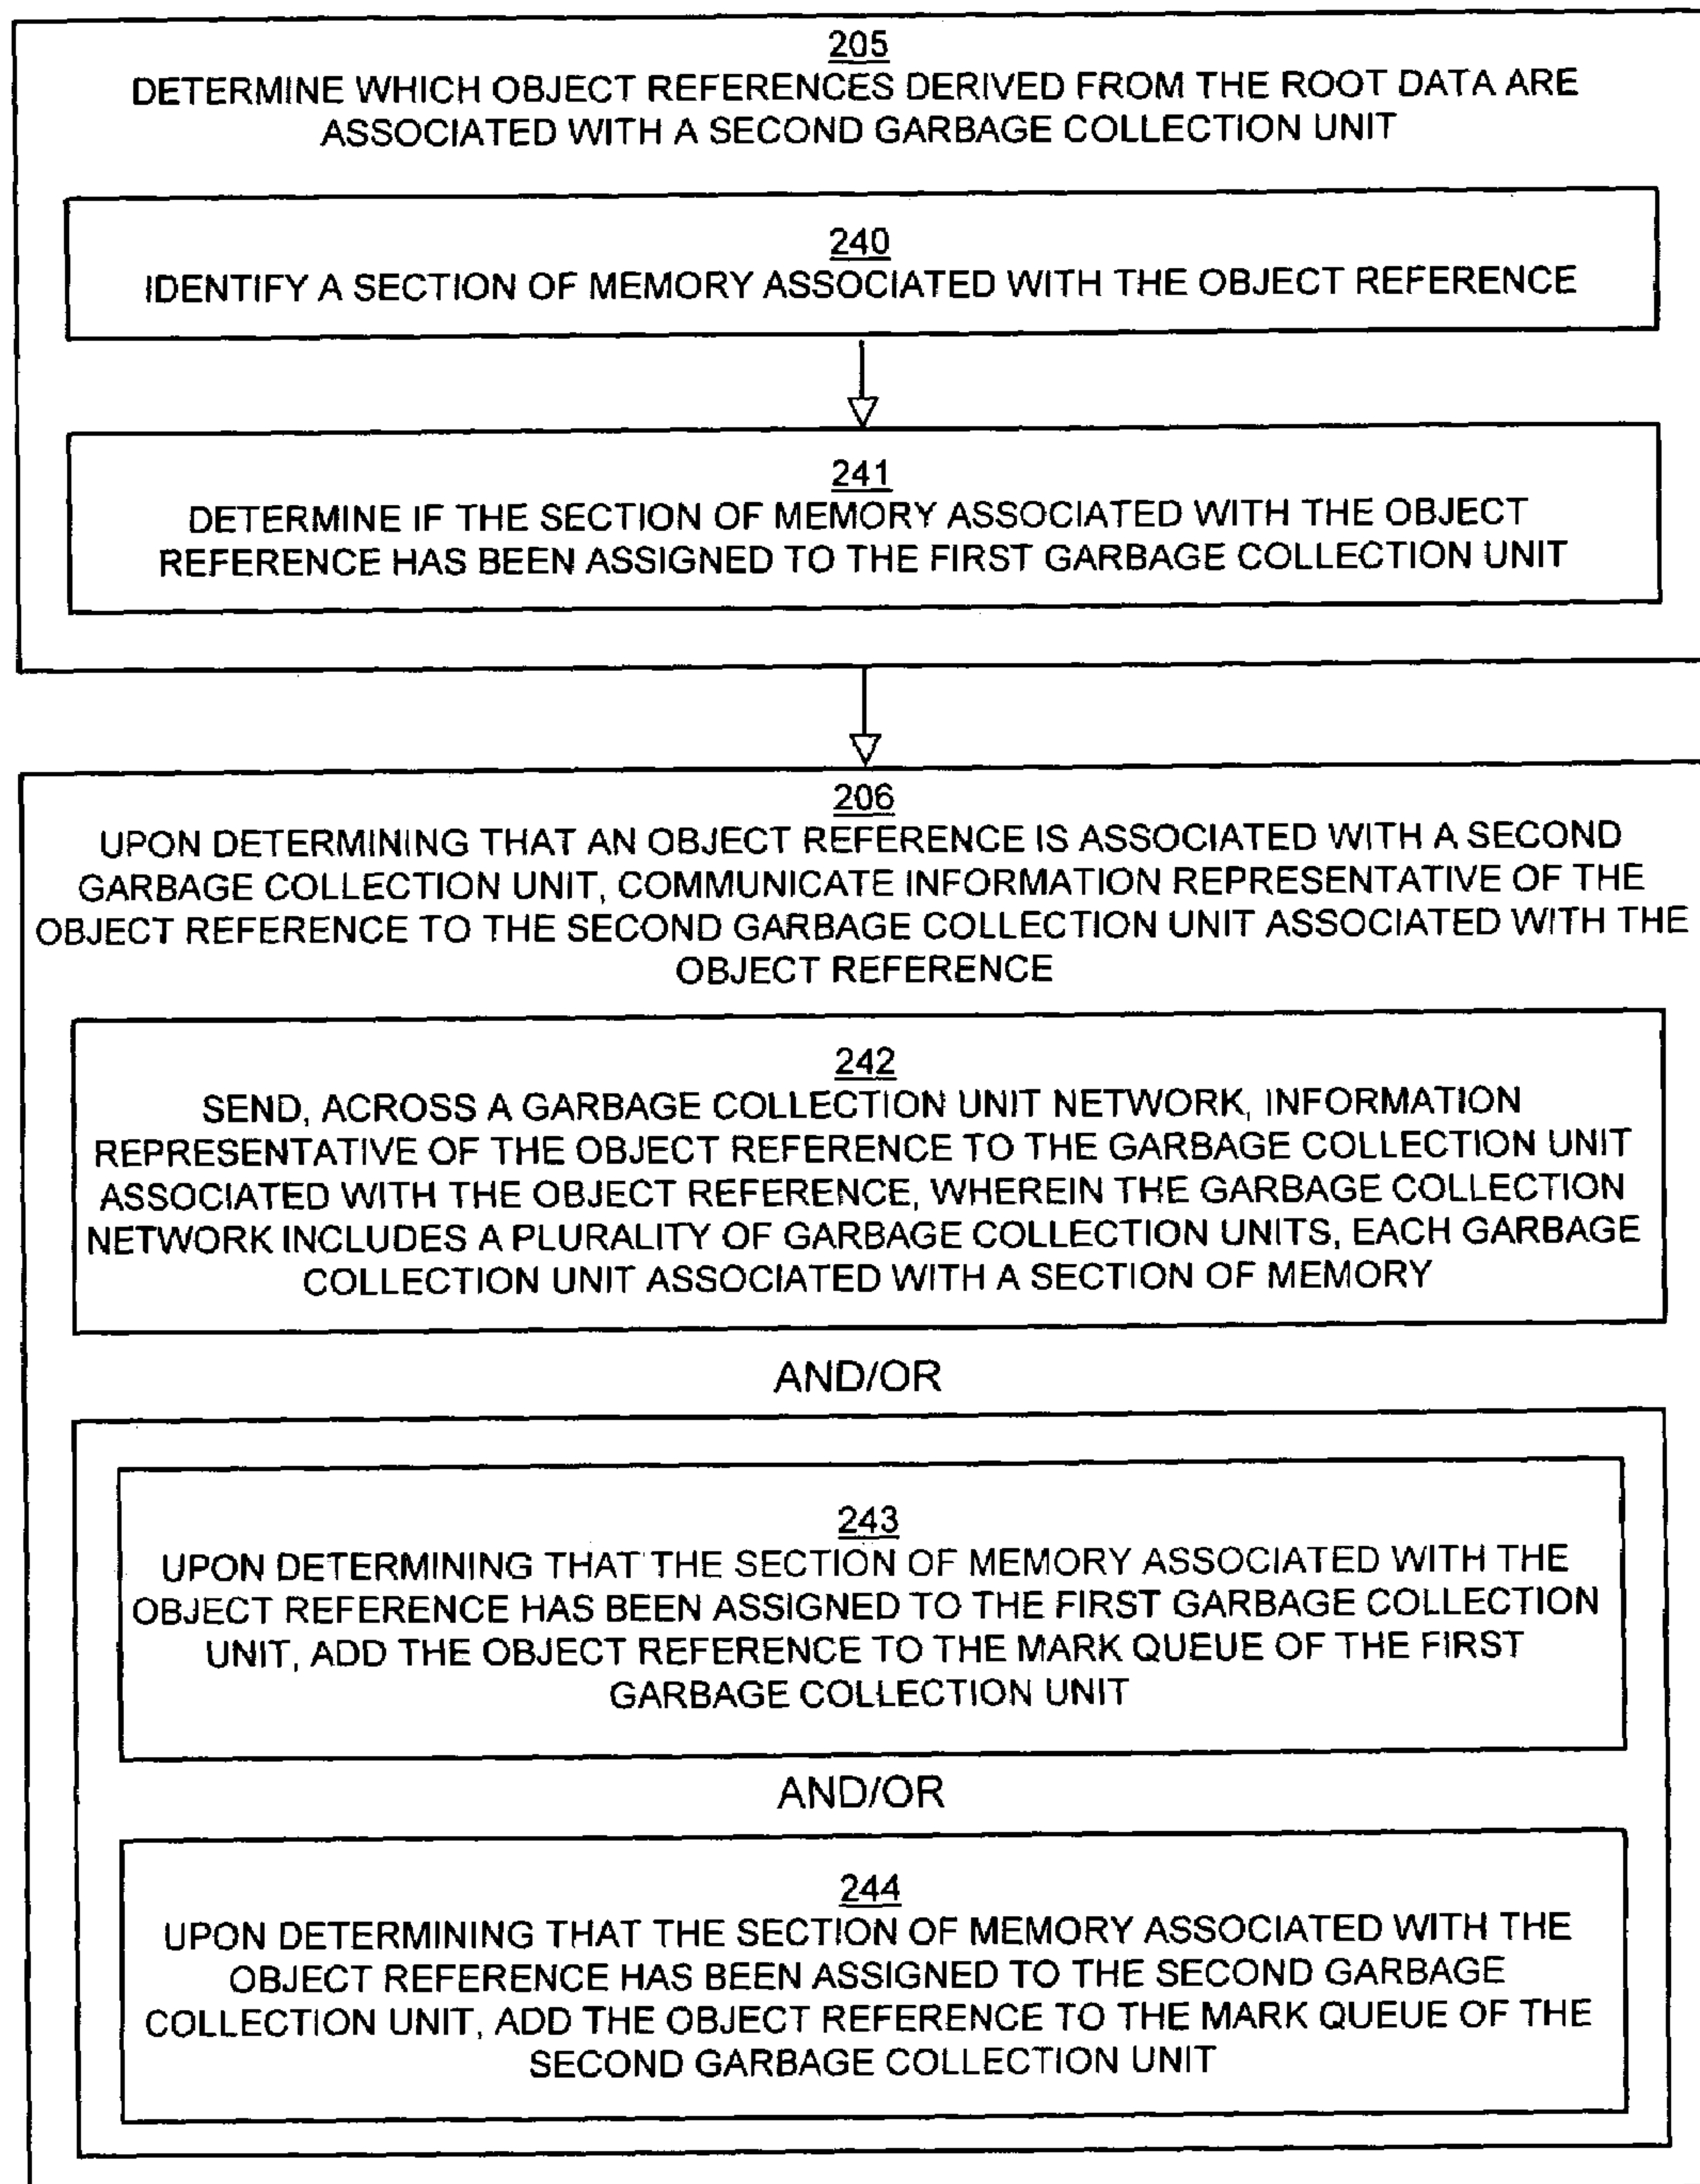 205
DETERMINE WHICH OBJECT REFERENCES DERIVED FROM THE ROOT DATA ARE
ASSOCIATED WITH A SECOND GARBAGE COLLECTION UNIT
240
IDENTIFY A SECTION OF MEMORY ASSOCIATED WITH THE OBJECT REFERENCE
241
DETERMINE IF THE SECTION OF MEMORY ASSOCIATED WITH THE OBJECT
REFERENCE HAS BEEN ASSIGNED TO THE FIRST GARBAGE COLLECTION UNIT
206
UPON DETERMINING THAT AN OBJECT REFERENCE IS ASSOCIATED WITH A SECOND
GARBAGE COLLECTION UNIT, COMMUNICATE INFORMATION REPRESENTATIVE OF THE
OBJECT REFERENCE TO THE SECOND GARBAGE COLLECTION UNIT ASSOCIATED WITH THE
OBJECT REFERENCE
242
SEND, ACROSS A GARBAGE COLLECTION UNIT NETWORK, INFORMATION
REPRESENTATIVE OF THE OBJECT REFERENCE TO THE GARBAGE COLLECTION UNIT
ASSOCIATED WITH THE OBJECT REFERENCE, WHEREIN THE GARBAGE COLLECTION
NETWORK INCLUDES A PLURALITY OF GARBAGE COLLECTION UNITS, EACH GARBAGE
COLLECTION UNIT ASSOCIATED WITH A SECTION OF MEMORY
AND/OR
243
UPON DETERMINING THAT THE SECTION OF MEMORY ASSOCIATED WITH THE
OBJECT REFERENCE HAS BEEN ASSIGNED TO THE FIRST GARBAGE COLLECTION
UNIT, ADD THE OBJECT REFERENCE TO THE MARK QUEUE OF THE FIRST
GARBAGE COLLECTION UNIT
AND/OR
244
UPON DETERMINING THAT THE SECTION OF MEMORY ASSOCIATED WITH THE
OBJECT REFERENCE HAS BEEN ASSIGNED TO THE SECOND GARBAGE
COLLECTION UNIT, ADD THE OBJECT REFERENCE TO THE MARK QUEUE OF THE
SECOND GARBAGE COLLECTION UNIT